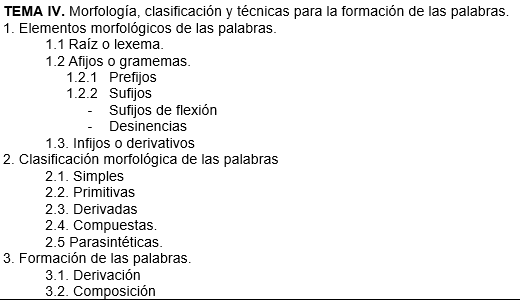 TEMA IV. Morfología, clasificación y técnicas para la formación de las palabras.
1. Elementos morfológicos de las palabras.
1.1 Raíz o lexema.
1.2 Afijos o gramemas.
1.2.1 Prefijos
1.2.2 Sufijos
- Sufijos de flexión
- Desinencias
1.3. Infijos o derivativos
2. Clasificación morfológica de las palabras
2.1. Simples
2.2. Primitivas
2.3. Derivadas
2.4. Compuestas.
2.5 Parasintéticas.
3. Formación de las palabras.
3.1. Derivación
3.2. Composición